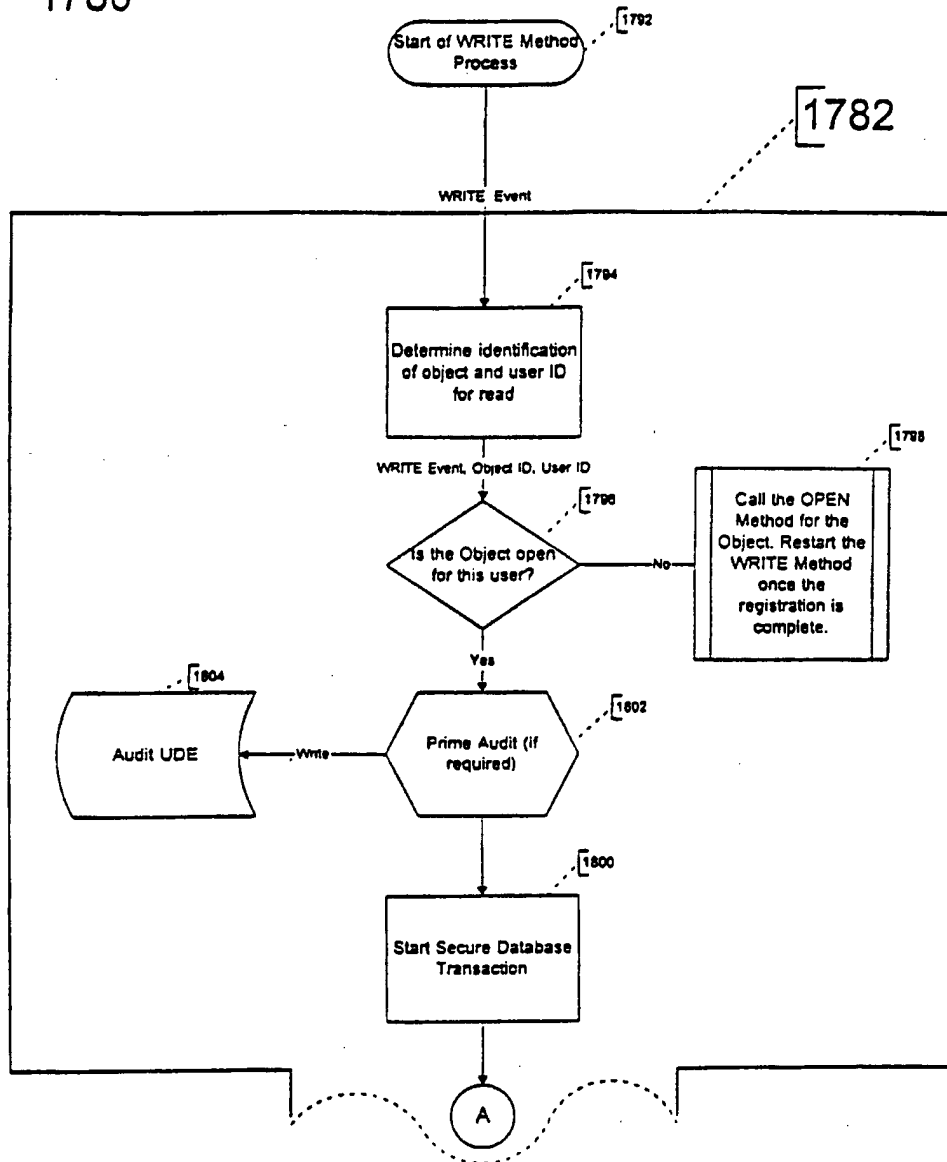 Start of WRITE Method
Process
1792
1782
WRITE Event
1794
Determine identification
of object and user ID
for read
WRITE Event, Object ID, User ID
1796
1798
Is the Object open
for this user?
No
Call the OPEN
Method for the
Object. Restart the
WRITE Method
once the
registration is
complete.
Yes
1804
1802
Audit UDE
Write
Prime Audit (if
required)
1800
Start Secure Database
Transaction
A